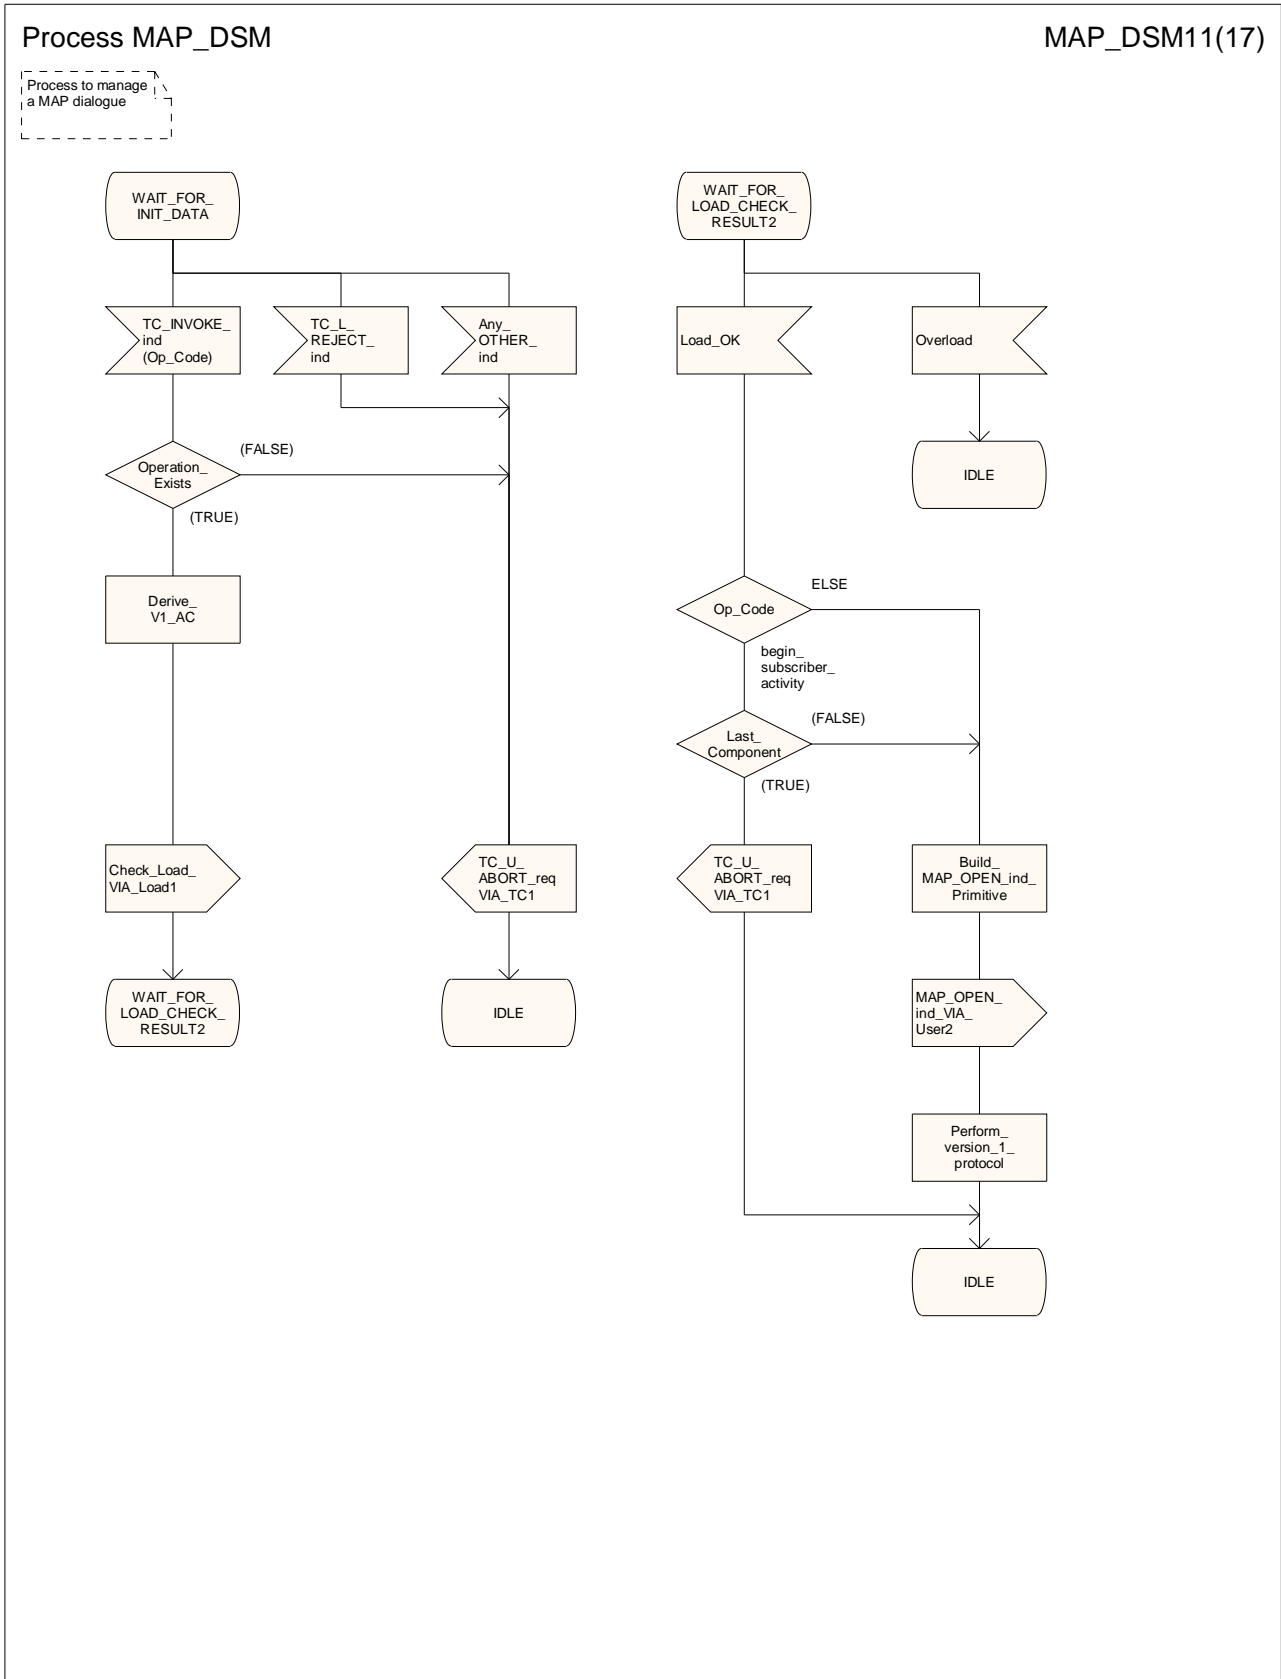 Process MAP_DSM
MAP_DSM11(17)
Process to manage
a MAP dialogue
WAIT_FOR_
INIT_DATA
TC_INVOKE_
ind
(Op_Code)
TC_L_
REJECT_
ind
Any_
OTHER_
ind
Operation_
Exists
(FALSE)
(TRUE)
Derive_
V1_AC
Check_Load_
VIA_Load1
TC_U_
ABORT_req
VIA_TC1
WAIT_FOR_
LOAD_CHECK_
RESULT2
IDLE
WAIT_FOR_
LOAD_CHECK_
RESULT2
Load_OK
Overload
IDLE
Op_Code
ELSE
begin_
subscriber_
activity
Last_
Component
(FALSE)
(TRUE)
TC_U_
ABORT_req
VIA_TC1
Build_
MAP_OPEN_ind_
Primitive
MAP_OPEN_
ind_VIA_
User2
Perform_
version_1_
protocol
IDLE